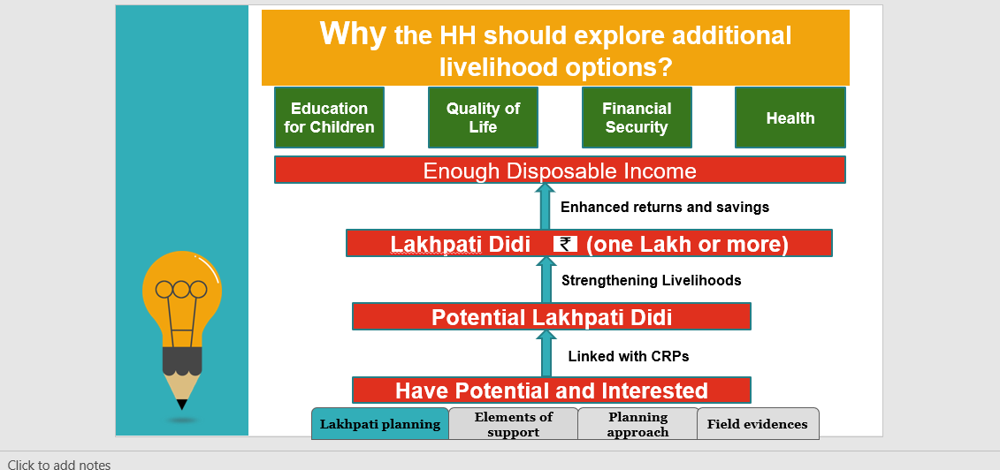 Why the HH should explore additional
livelihood options?
Education
for Children
Quality of
Life
Financial
Security
Health
Enough Disposable Income
Enhanced returns and savings
Lakhpati Didi ₹ (one Lakh or more)
Strengthening Livelihoods
Potential Lakhpati Didi
Linked with CRPs
Have Potential and Interested
Lakhpati planning
Elements of
support
Planning
approach
Field evidences
Click to add notes